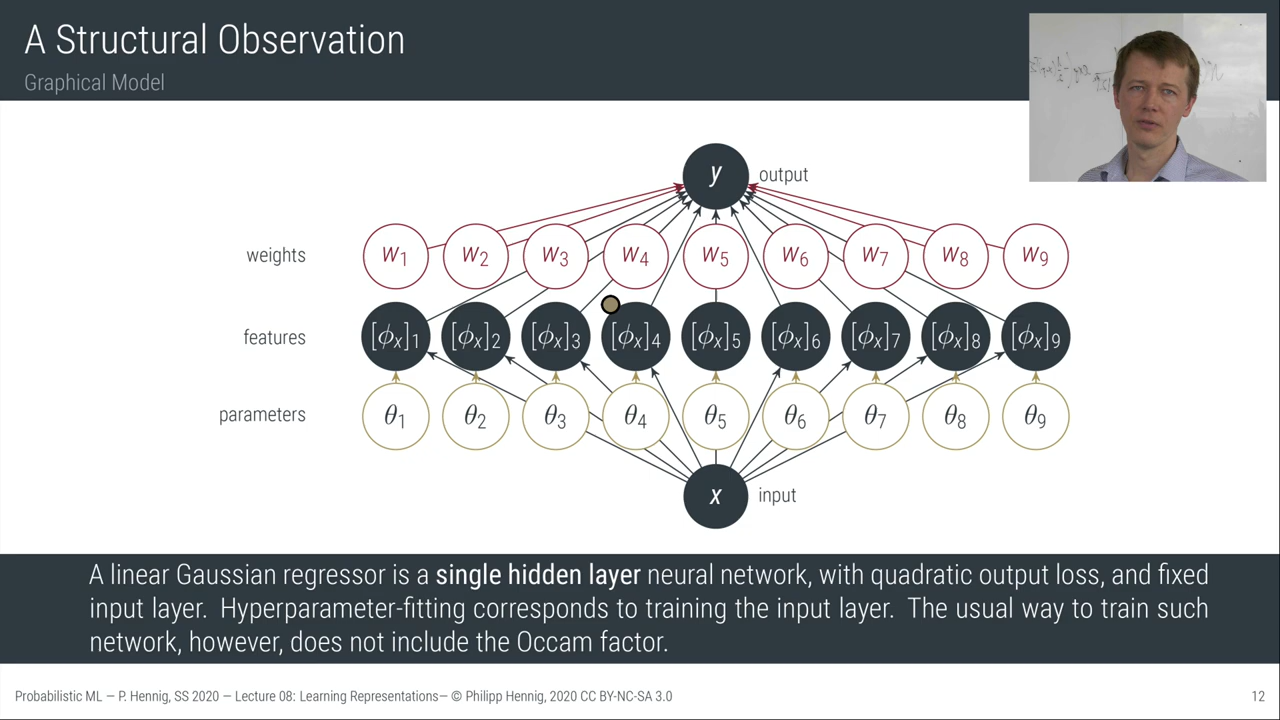 A Structural Observation
Graphical Model
y output
weights w1 w2 w3 w4 w5 w6 w7 w8 w9
features [ϕx]1 [ϕx]2 [ϕx]3 [ϕx]4 [ϕx]5 [ϕx]6 [ϕx]7 [ϕx]8 [ϕx]9
parameters θ1 θ2 θ3 θ4 θ5 θ6 θ7 θ8 θ9
x input
A linear Gaussian regressor is a single hidden layer neural network, with quadratic output loss, and fixed
input layer. Hyperparameter-fitting corresponds to training the input layer. The usual way to train such
network, however, does not include the Occam factor.
Probabilistic ML — P. Hennig, SS 2020 — Lecture 08: Learning Representations— © Philipp Hennig, 2020 CC BY-NC-SA 3.0 12